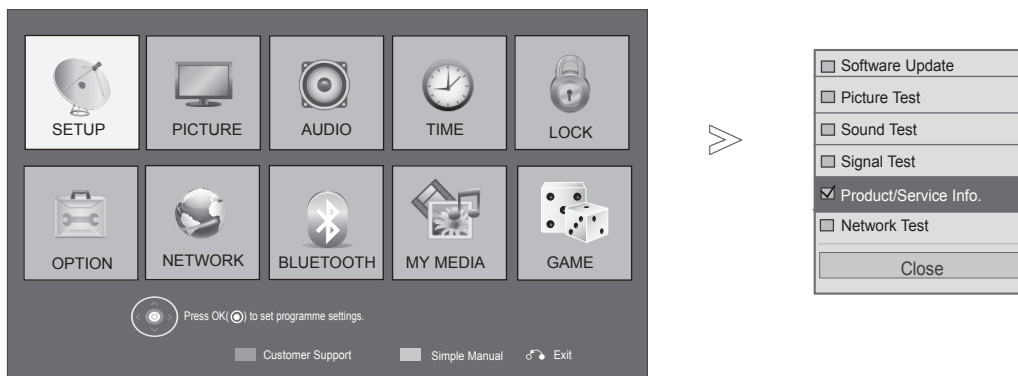 SETUP PICTURE AUDIO TIME LOCK
OPTION NETWORK BLUETOOTH MY MEDIA GAME
Press OK(◉) to set programme settings.
Customer Support Simple Manual Exit
Software Update
Picture Test
Sound Test
Signal Test
Product/Service Info.
Network Test
Close